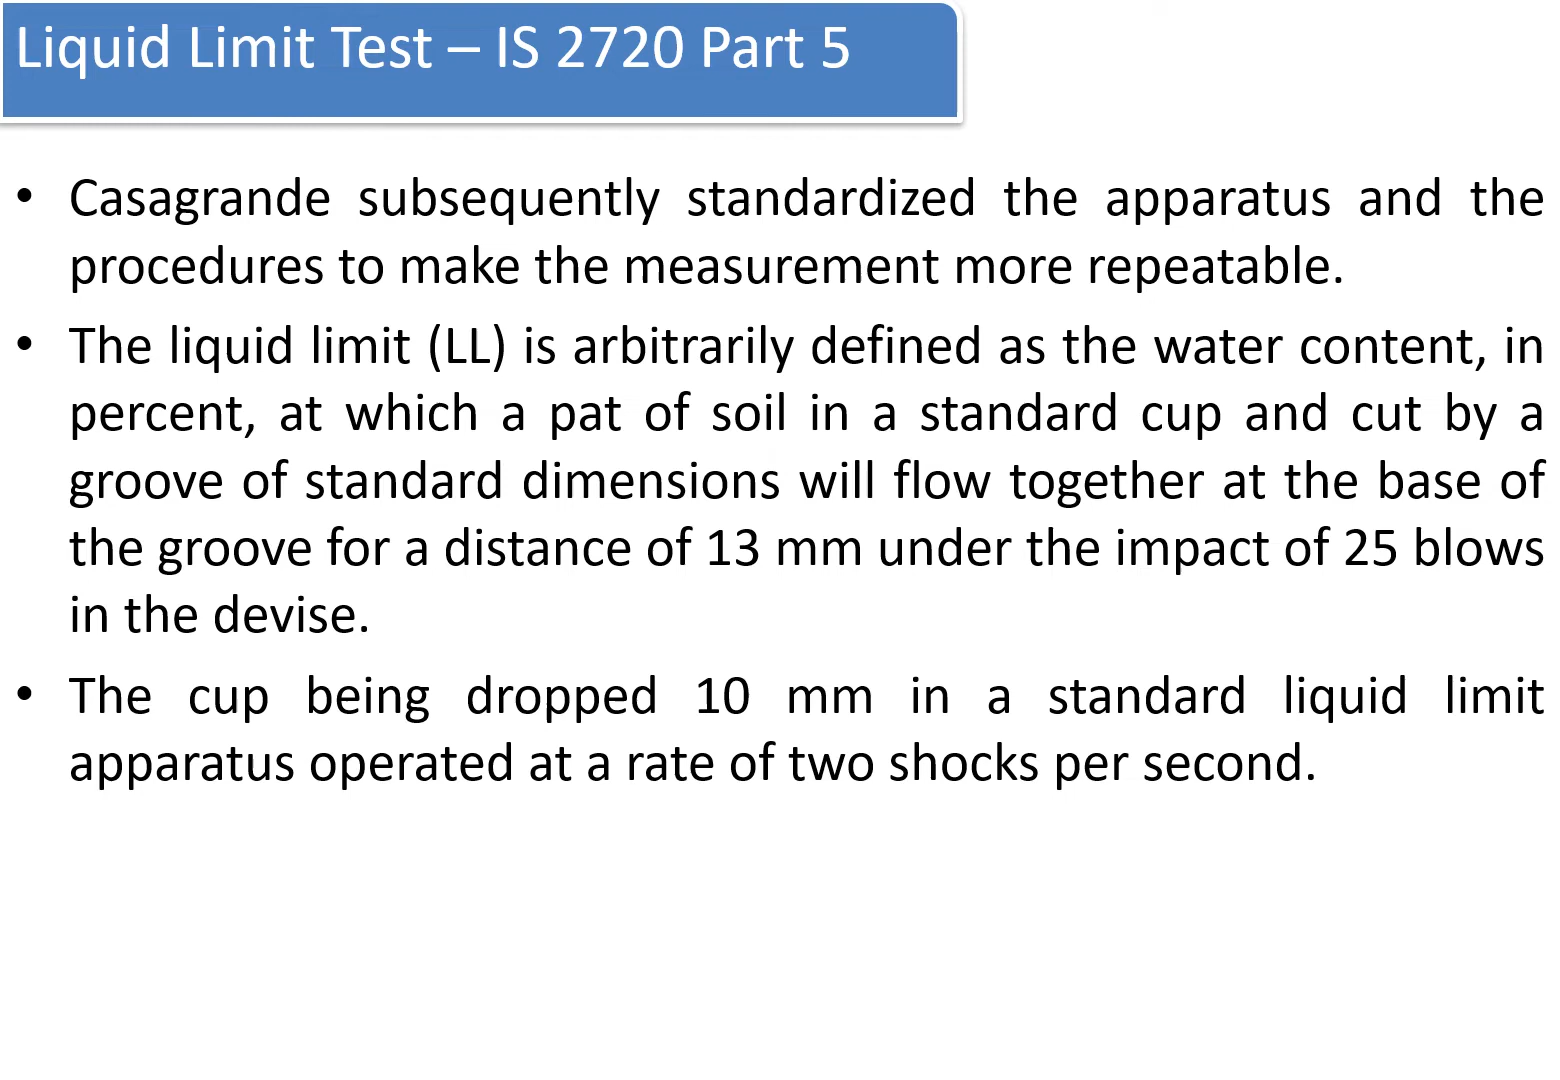 Liquid Limit Test – IS 2720 Part 5
• Casagrande subsequently standardized the apparatus and the
procedures to make the measurement more repeatable.
• The liquid limit (LL) is arbitrarily defined as the water content, in
percent, at which a pat of soil in a standard cup and cut by a
groove of standard dimensions will flow together at the base of
the groove for a distance of 13 mm under the impact of 25 blows
in the devise.
• The cup being dropped 10 mm in a standard liquid limit
apparatus operated at a rate of two shocks per second.